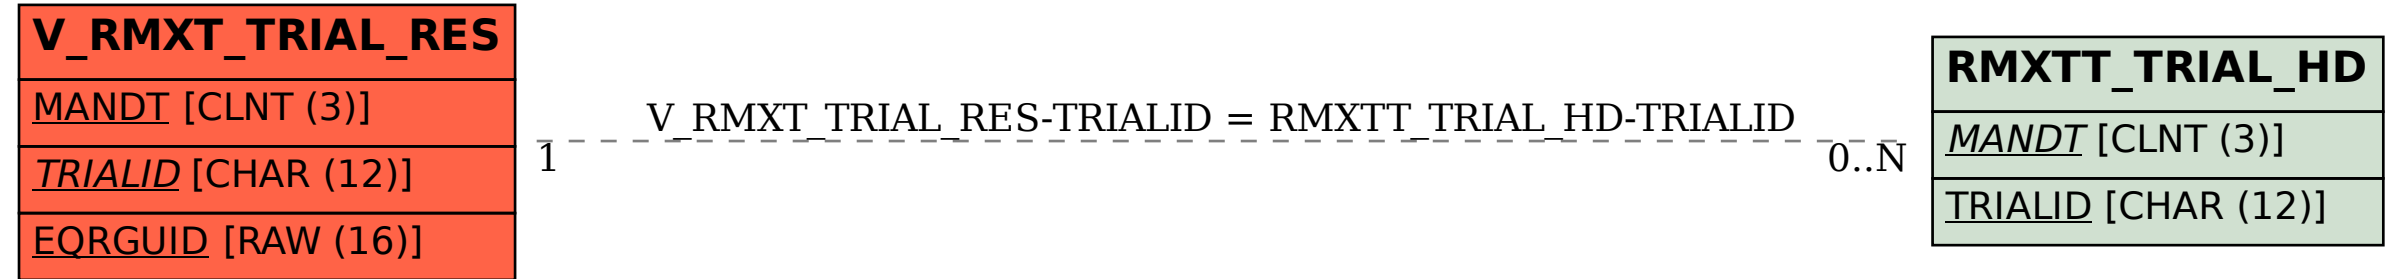 V_RMXT_TRIAL_RES
MANDT [CLNT (3)]
TRIALID [CHAR (12)]
EQRGUID [RAW (16)]
V_RMXT_TRIAL_RES-TRIALID = RMXTT_TRIAL_HD-TRIALID
1
0..N
RMXTT_TRIAL_HD
MANDT [CLNT (3)]
TRIALID [CHAR (12)]